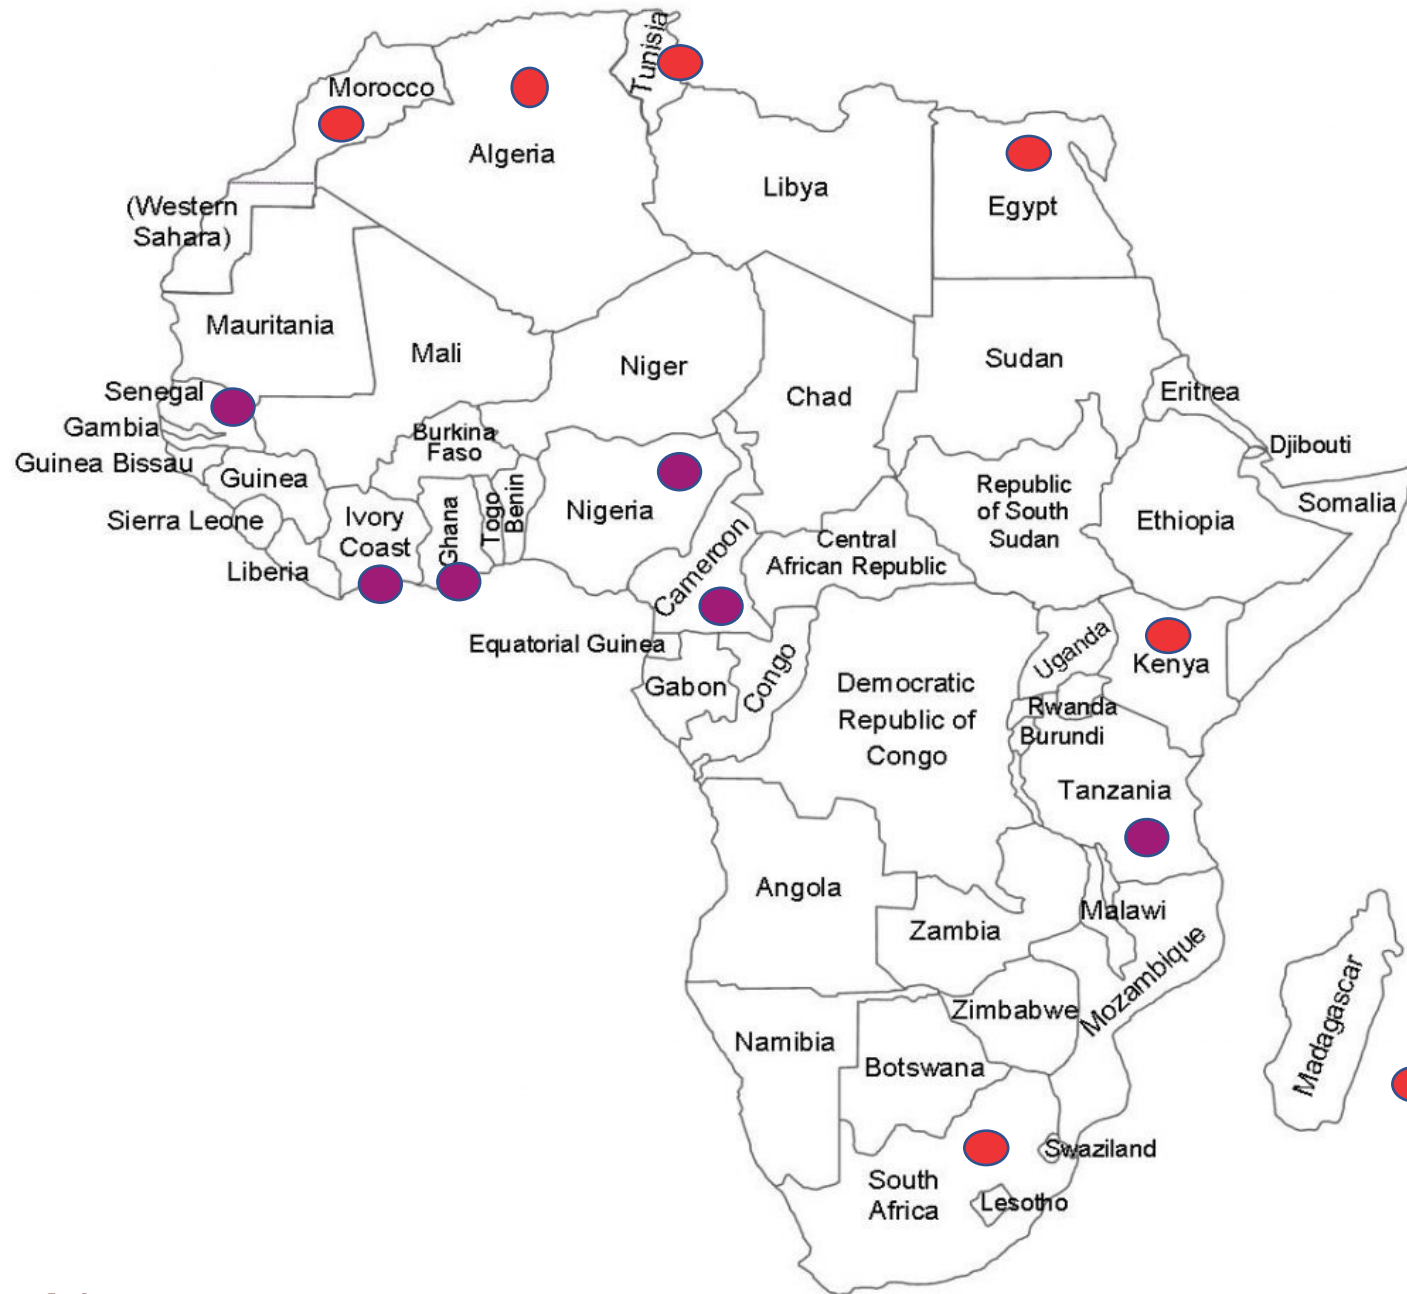 Tunisia
Morocco
Algeria
Libya
Egypt
(Western
Sahara)
Mauritania
Mali
Niger
Chad
Sudan
Eritrea
Senegal
Gambia
Guinea Bissau
Guinea
Sierra Leone
Liberia
Ivory
Coast
Burkina
Faso
Ghana
Togo
Benin
Nigeria
Cameroon
Central
African Republic
Republic
of South
Sudan
Ethiopia
Djibouti
Somalia
Equatorial Guinea
Gabon
Congo
Democratic
Republic of
Congo
Uganda
Kenya
Rwanda
Burundi
Tanzania
Angola
Zambia
Malawi
Mozambique
Zimbabwe
Namibia
Botswana
Madagascar
Swaziland
South
Africa
Lesotho